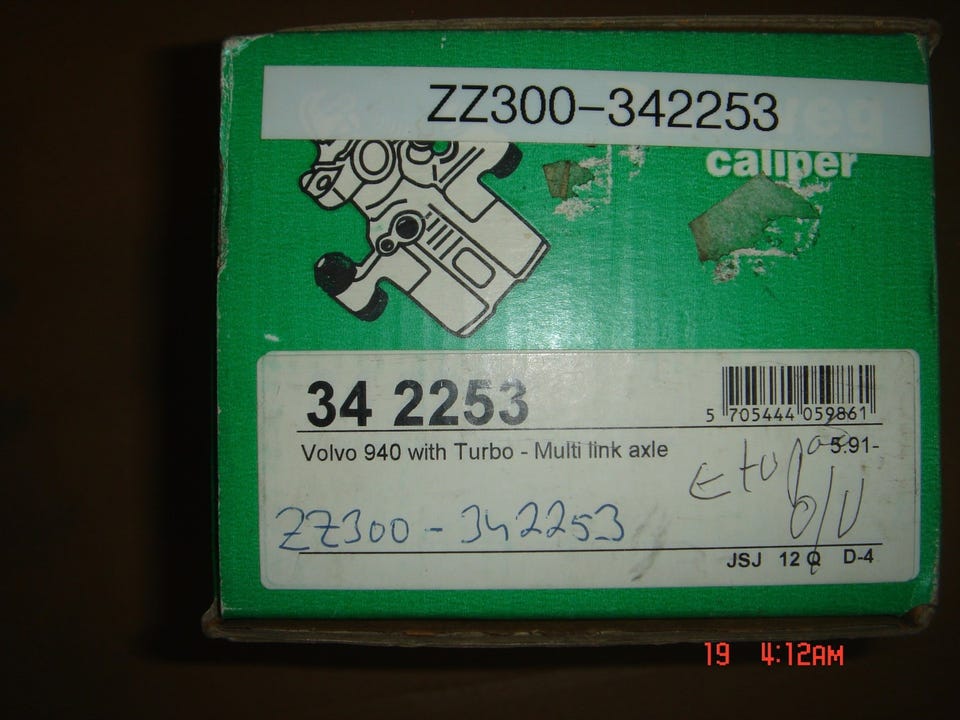 ZZ300-342253
caliper
34 2253
5 705444 059861
Volvo 940 with Turbo - Multi link axle
5.91-
ZZ300-342253
JSJ 12 Q D-4
19 4:12AM